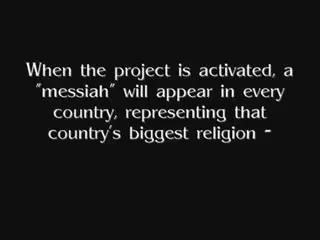 When the project is activated, a
"messiah" will appear in every
country, representing that
country's biggest religion -